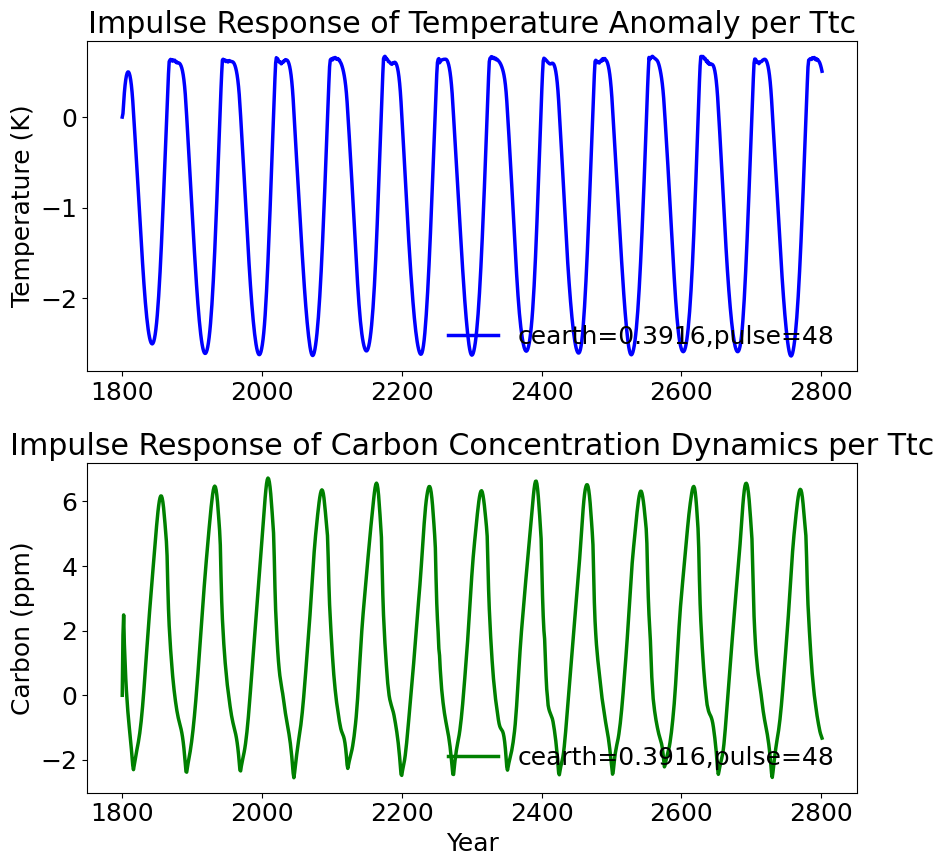 Impulse Response of Temperature Anomaly per Ttc
Temperature (K)
0
−1
−2
cearth=0.3916,pulse=48
1800 2000 2200 2400 2600 2800
Impulse Response of Carbon Concentration Dynamics per Ttc
Carbon (ppm)
6
4
2
0
−2
cearth=0.3916,pulse=48
1800 2000 2200 2400 2600 2800
Year